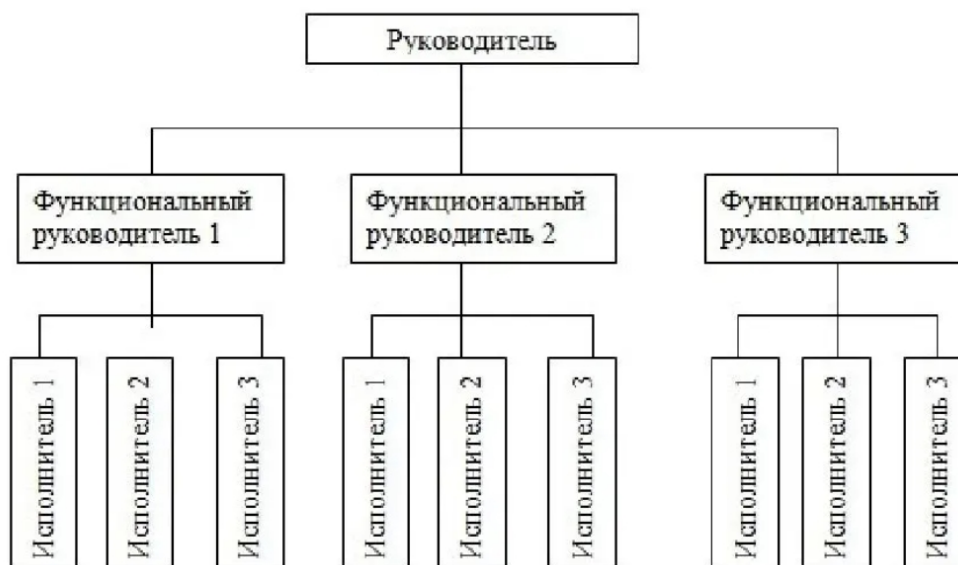 Руководитель
Функциональный
руководитель 1
Функциональный
руководитель 2
Функциональный
руководитель 3
Исполнитель 1
Исполнитель 2
Исполнитель 3
Исполнитель 1
Исполнитель 2
Исполнитель 3
Исполнитель 1
Исполнитель 2
Исполнитель 3